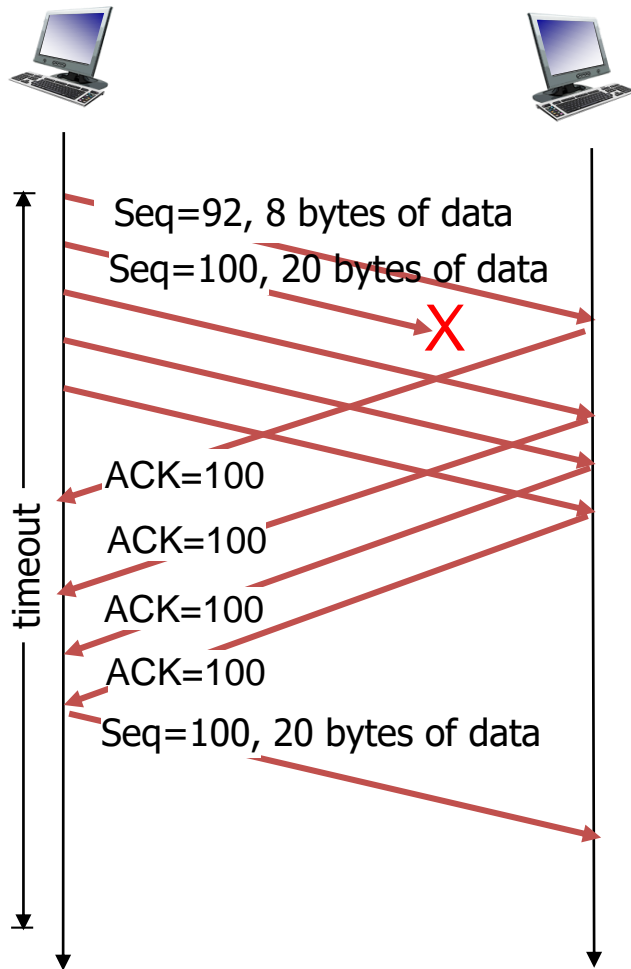 Seq=92, 8 bytes of data
Seq=100, 20 bytes of data
X
ACK=100
timeout
ACK=100
ACK=100
ACK=100
Seq=100, 20 bytes of data